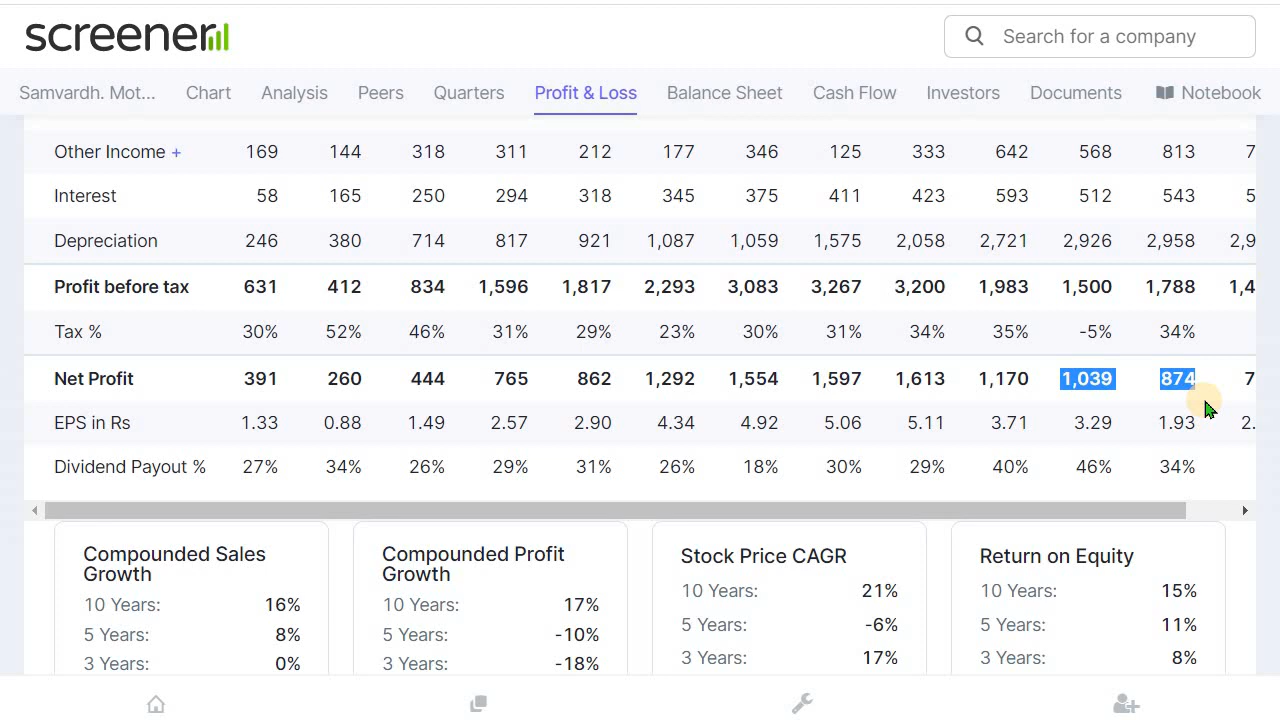 screener
Search for a company
Samvardh. Mot... Chart Analysis Peers Quarters Profit & Loss Balance Sheet Cash Flow Investors Documents Notebook
Other Income + 169 144 318 311 212 177 346 125 333 642 568 813 7
Interest 58 165 250 294 318 345 375 411 423 593 512 543 5
Depreciation 246 380 714 817 921 1,087 1,059 1,575 2,058 2,721 2,926 2,958 2,9
Profit before tax 631 412 834 1,596 1,817 2,293 3,083 3,267 3,200 1,983 1,500 1,788 1,4
Tax % 30% 52% 46% 31% 29% 23% 30% 31% 34% 35% -5% 34%
Net Profit 391 260 444 765 862 1,292 1,554 1,597 1,613 1,170 1,039 874 7
EPS in Rs 1.33 0.88 1.49 2.57 2.90 4.34 4.92 5.06 5.11 3.71 3.29 1.93 2.
Dividend Payout % 27% 34% 26% 29% 31% 26% 18% 30% 29% 40% 46% 34%
Compounded Sales
Growth
10 Years: 16%
5 Years: 8%
3 Years: 0%
Compounded Profit
Growth
10 Years: 17%
5 Years: -10%
3 Years: -18%
Stock Price CAGR
10 Years: 21%
5 Years: -6%
3 Years: 17%
Return on Equity
10 Years: 15%
5 Years: 11%
3 Years: 8%